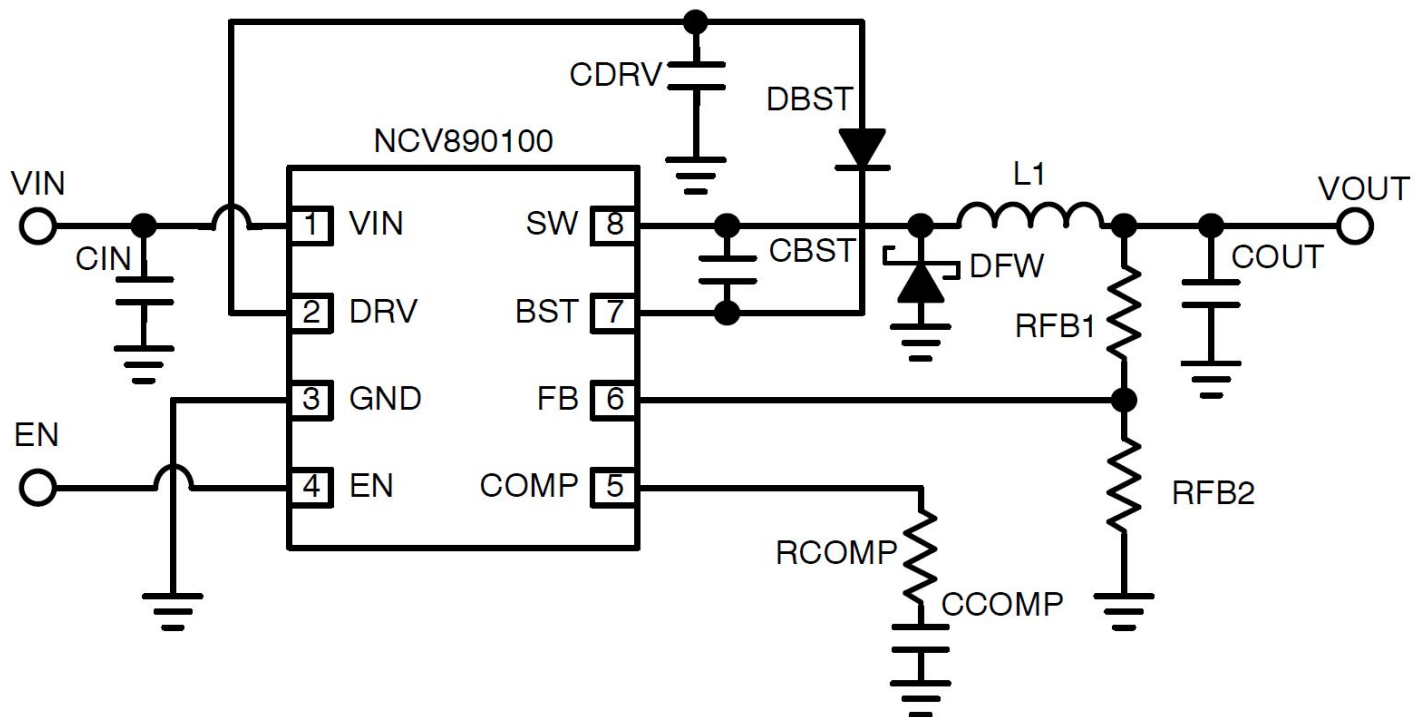 CDRV
DBST
NCV890100
VIN
L1
VOUT
1 VIN
SW 8
CIN
CBST
DFW
COUT
2 DRV
BST 7
RFB1
3 GND
FB 6
EN
4 EN
COMP 5
RFB2
RCOMP
CCOMP